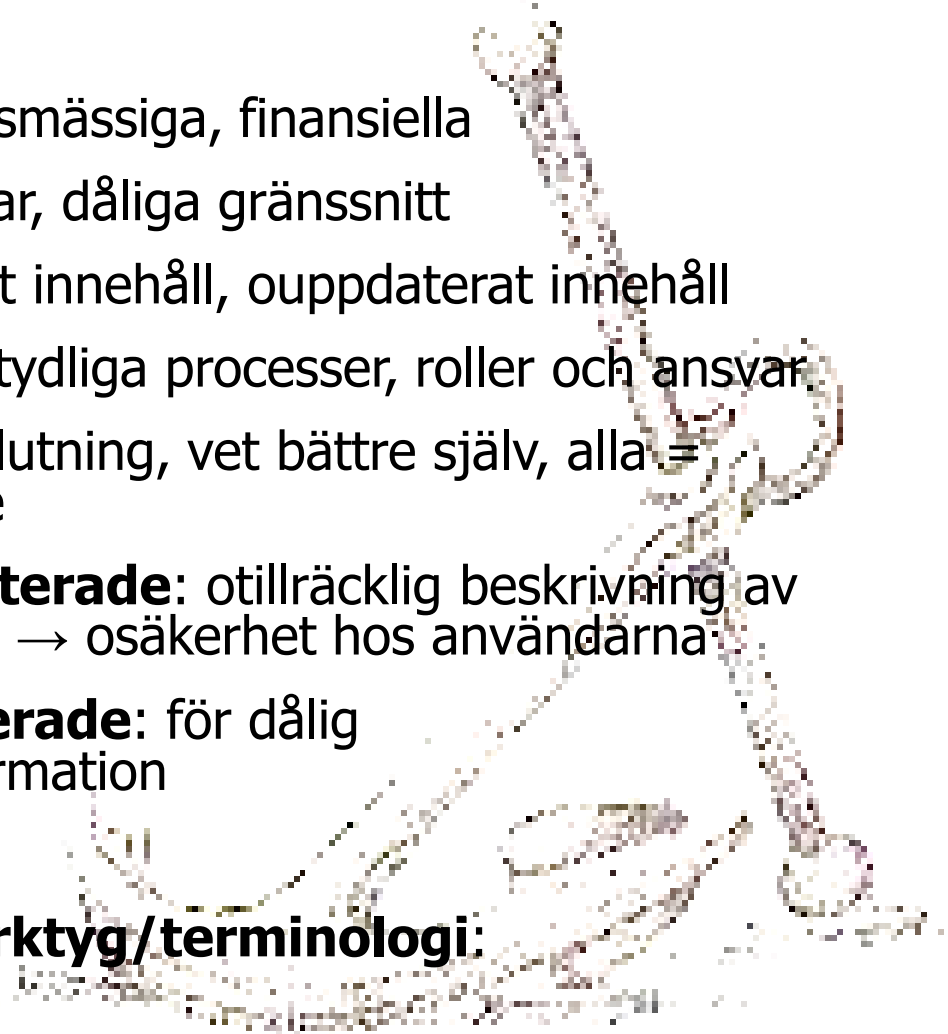 smässiga, finansiella
ar, dåliga gränssnitt
t innehåll, ouppdaterat innehåll
tydliga processer, roller och ansvar
lutning, vet bättre själv, alla =
e
terade: otillräcklig beskrivning av
→ osäkerhet hos användarna
erade: för dålig
rmation
rktyg/terminologi: